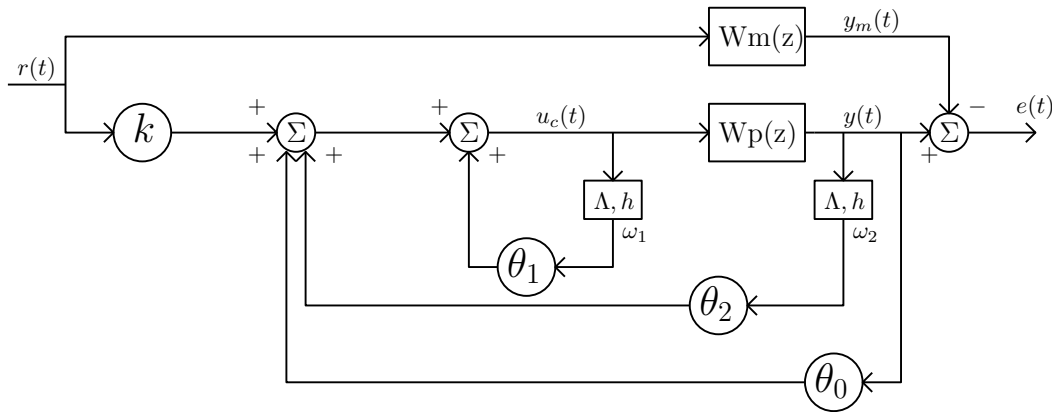 Wm(z)
y_m(t)
r(t)
−
e(t)
k
+
Σ
+
Σ
u_c(t)
Wp(z)
y(t)
Σ
+
+
+
+
Λ, h
Λ, h
ω_1
ω_2
θ_1
θ_2
θ_0